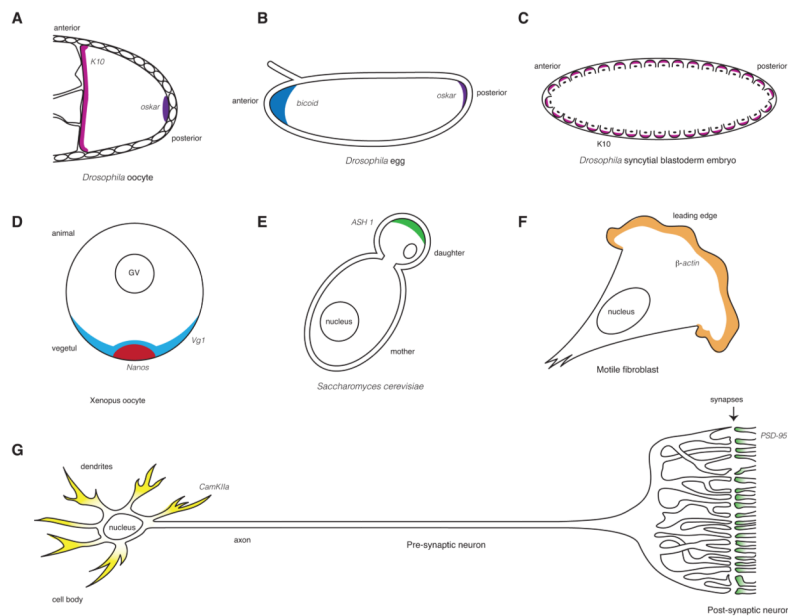 A
anterior
K10
oskar
posterior
Drosophila oocyte
B
anterior
bicoid
oskar
posterior
Drosophila egg
C
anterior
posterior
K10
Drosophila syncytial blastoderm embryo
D
animal
GV
vegetul
Vg1
Nanos
Xenopus oocyte
E
ASH 1
daughter
nucleus
mother
Saccharomyces cerevisiae
F
leading edge
β-actin
nucleus
Motile fibroblast
G
dendrites
CamKIIa
nucleus
axon
cell body
Pre-synaptic neuron
synapses
PSD-95
Post-synaptic neuron